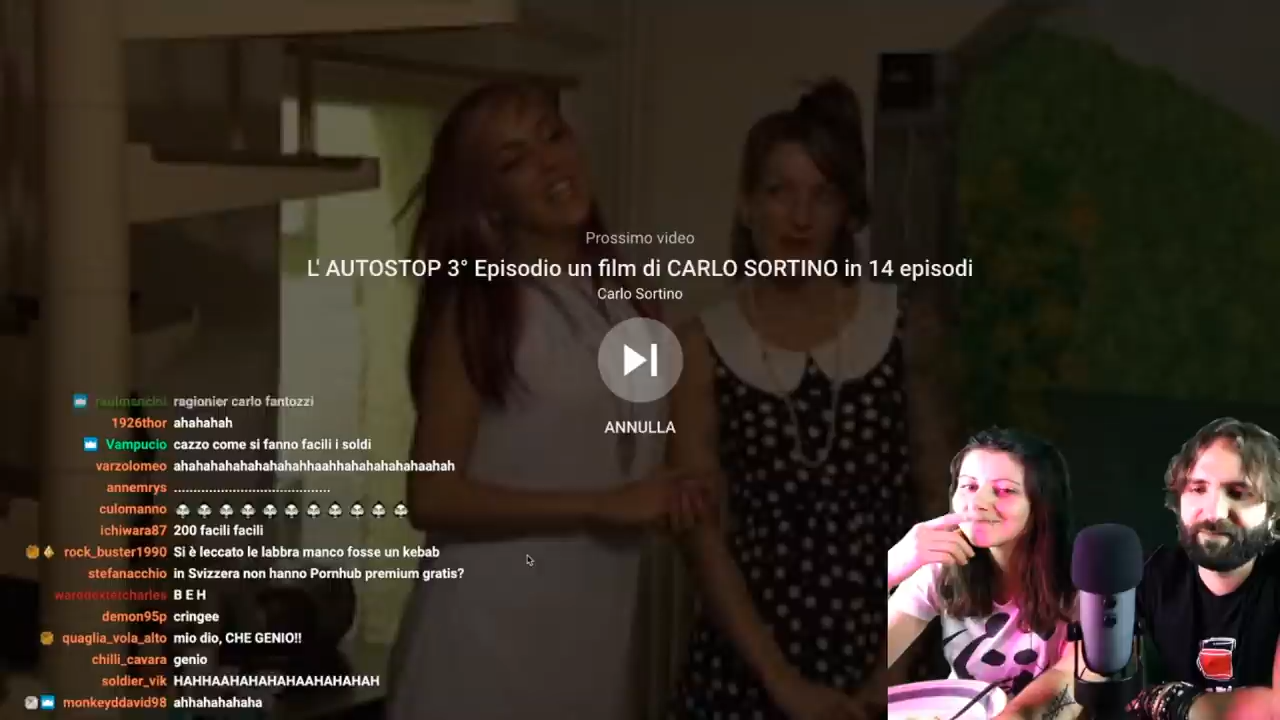 Prossimo video
L' AUTOSTOP 3° Episodio un film di CARLO SORTINO in 14 episodi
Carlo Sortino
ANNULLA
raulmancini ragionier carlo fantozzi
1926thor ahahahah
Vampucio cazzo come si fanno facili i soldi
varzolomeo ahahahahahahahahhaahhahahahahahaahah
annemrys ........................................
culomanno
ichiwara87 200 facili facili
rock_buster1990 Si è leccato le labbra manco fosse un kebab
stefanacchio in Svizzera non hanno Pornhub premium gratis?
B E H
demon95p cringee
quaglia_vola_alto mio dio, CHE GENIO!!
chilli_cavara genio
soldier_vik HAHHAAHAHAHAHAAHAHAHAH
monkeyddavid98 ahhahahahaha